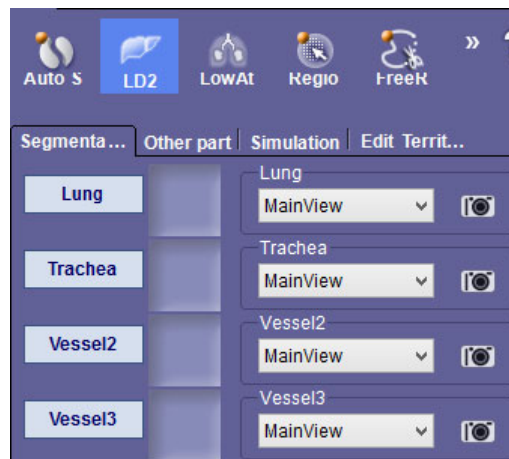 Auto S LD2 LowAt Regio FreeR »
Segmenta... Other part Simulation Edit Territ...
Lung
Lung
MainView
Trachea
Trachea
MainView
Vessel2
Vessel2
MainView
Vessel3
Vessel3
MainView